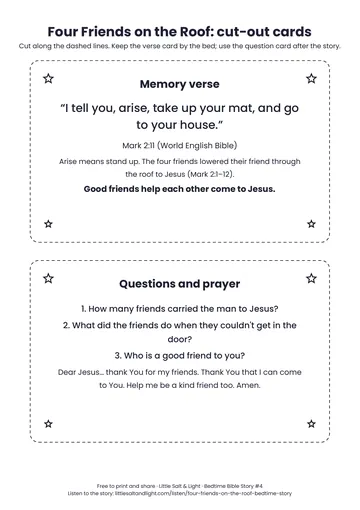 Four Friends on the Roof: cut-out cards
Cut along the dashed lines. Keep the verse card by the bed; use the question card after the story.
Memory verse
“I tell you, arise, take up your mat, and go
to your house.”
Mark 2:11 (World English Bible)
Arise means stand up. The four friends lowered their friend through
the roof to Jesus (Mark 2:1–12).
Good friends help each other come to Jesus.
Questions and prayer
1. How many friends carried the man to Jesus?
2. What did the friends do when they couldn't get in the
door?
3. Who is a good friend to you?
Dear Jesus... thank You for my friends. Thank You that I can come
to You. Help me be a kind friend too. Amen.
Free to print and share · Little Salt & Light · Bedtime Bible Story #4
Listen to the story: littlesaltandlight.com/listen/four-friends-on-the-roof-bedtime-story